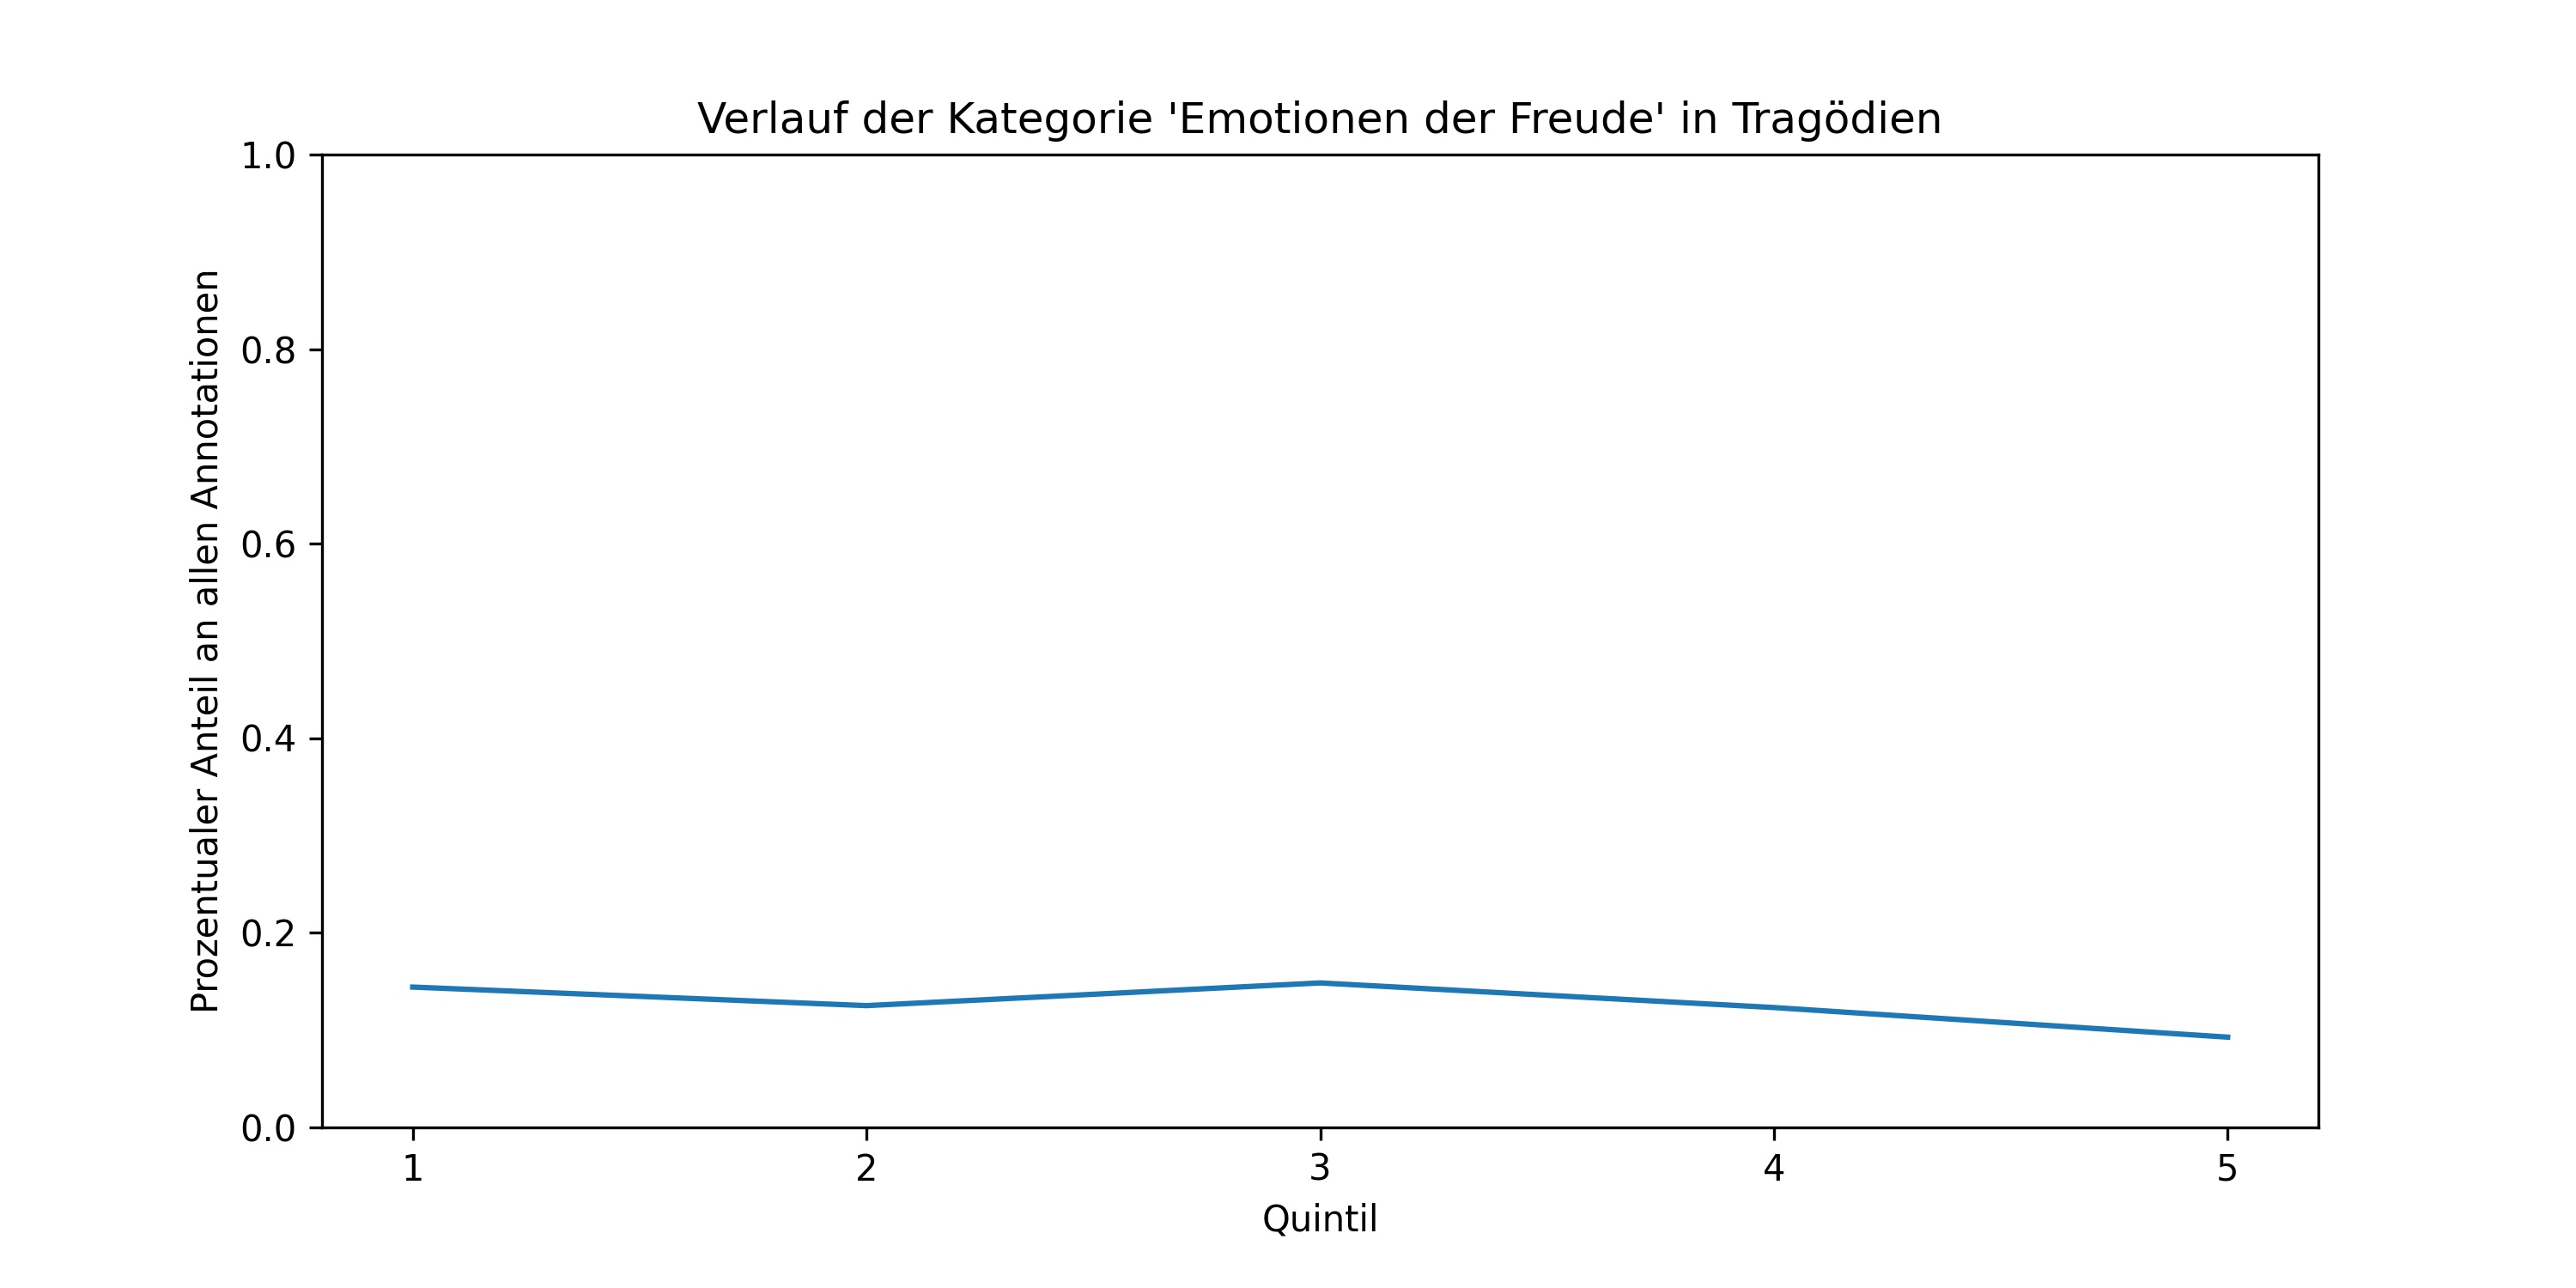 Verlauf der Kategorie 'Emotionen der Freude' in Tragödien
Prozentualer Anteil an allen Annotationen
1.0
0.8
0.6
0.4
0.2
0.0
1 2 3 4 5
Quintil